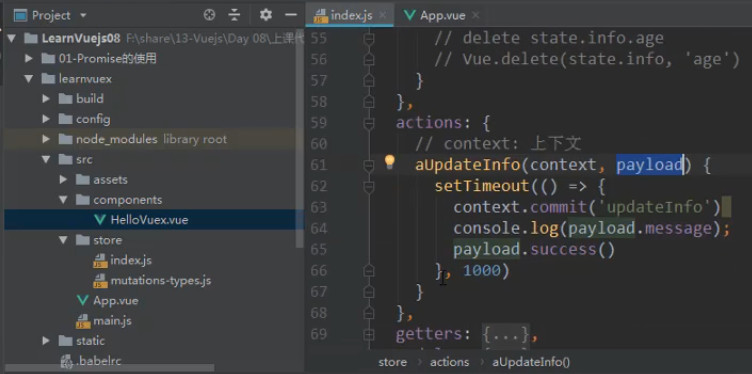 Project
index.js
App.vue
LearnVuejs08 F:\share\13-Vuejs\Day 08\上课代
01-Promise的使用
learnvuex
build
config
node_modules library root
src
assets
components
HelloVuex.vue
store
index.js
mutations-types.js
App.vue
main.js
static
.babelrc
55 // delete state.info.age
56 // Vue.delete(state.info, 'age')
57 }
58 },
59 actions: {
60 // context: 上下文
61 aUpdateInfo(context, payload) {
62 setTimeout(() => {
63 context.commit('updateInfo')
64 console.log(payload.message);
65 payload.success()
66 }, 1000)
67 }
68 },
69 getters: {...},
store › actions › aUpdateInfo()